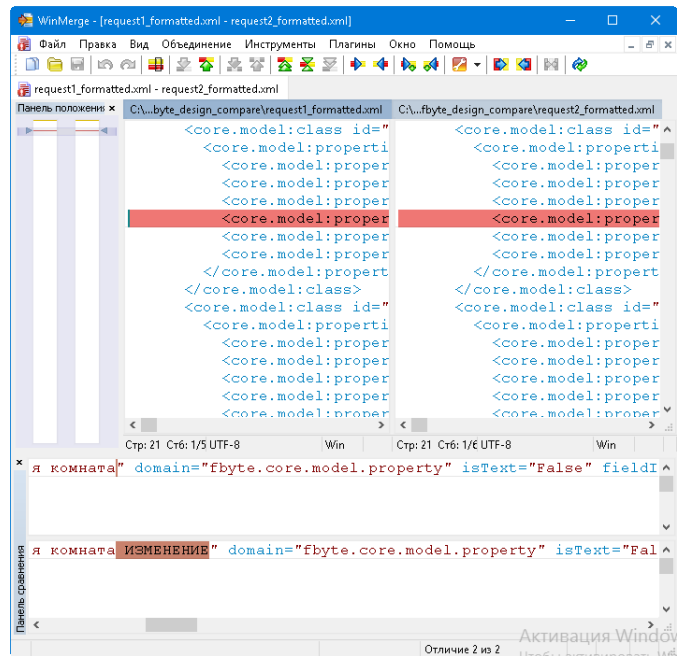 WinMerge - [request1_formatted.xml - request2_formatted.xml]
Файл Правка Вид Объединение Инструменты Плагины Окно Помощь
request1_formatted.xml - request2_formatted.xml
Панель положения
C:\...byte_design_compare\request1_formatted.xml
C:\...fbyte_design_compare\request2_formatted.xml
<core.model:class id="
<core.model:properti
<core.model:proper
<core.model:proper
<core.model:proper
<core.model:proper
<core.model:proper
<core.model:proper
</core.model:propert
</core.model:class>
<core.model:class id="
<core.model:properti
<core.model:proper
<core.model:proper
<core.model:proper
<core.model:proper
<core.model:proper
<core.model:class id="
<core.model:properti
<core.model:proper
<core.model:proper
<core.model:proper
<core.model:proper
<core.model:proper
<core.model:proper
</core.model:propert
</core.model:class>
<core.model:class id="
<core.model:properti
<core.model:proper
<core.model:proper
<core.model:proper
<core.model:proper
Стр: 21 Стб: 1/5 UTF-8 Win
Стр: 21 Стб: 1/6 UTF-8 Win
я комната" domain="fbyte.core.model.property" isText="False" fieldI
я комната ИЗМЕНЕНИЕ" domain="fbyte.core.model.property" isText="Fal
Панель сравнения
Активация Window
Отличие 2 из 2